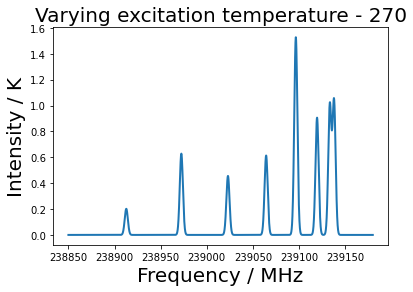 Varying excitation temperature - 270
Intensity / K
1.6
1.4
1.2
1.0
0.8
0.6
0.4
0.2
0.0
238850 238900 238950 239000 239050 239100 239150
Frequency / MHz